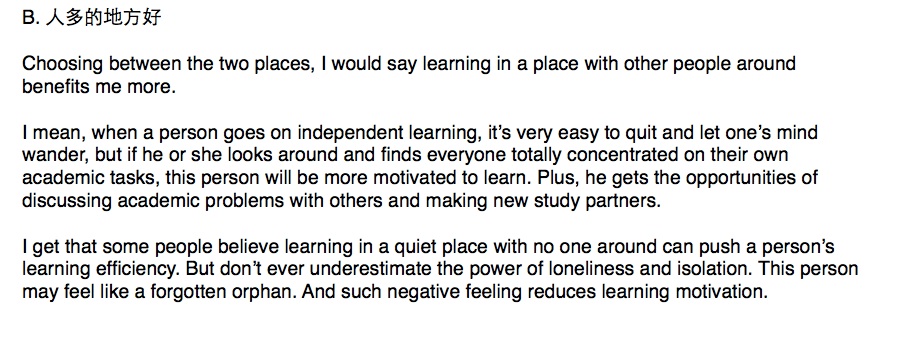 B. 人多的地方好
Choosing between the two places, I would say learning in a place with other people around
benefits me more.
I mean, when a person goes on independent learning, it's very easy to quit and let one's mind
wander, but if he or she looks around and finds everyone totally concentrated on their own
academic tasks, this person will be more motivated to learn. Plus, he gets the opportunities of
discussing academic problems with others and making new study partners.
I get that some people believe learning in a quiet place with no one around can push a person's
learning efficiency. But don't ever underestimate the power of loneliness and isolation. This person
may feel like a forgotten orphan. And such negative feeling reduces learning motivation.